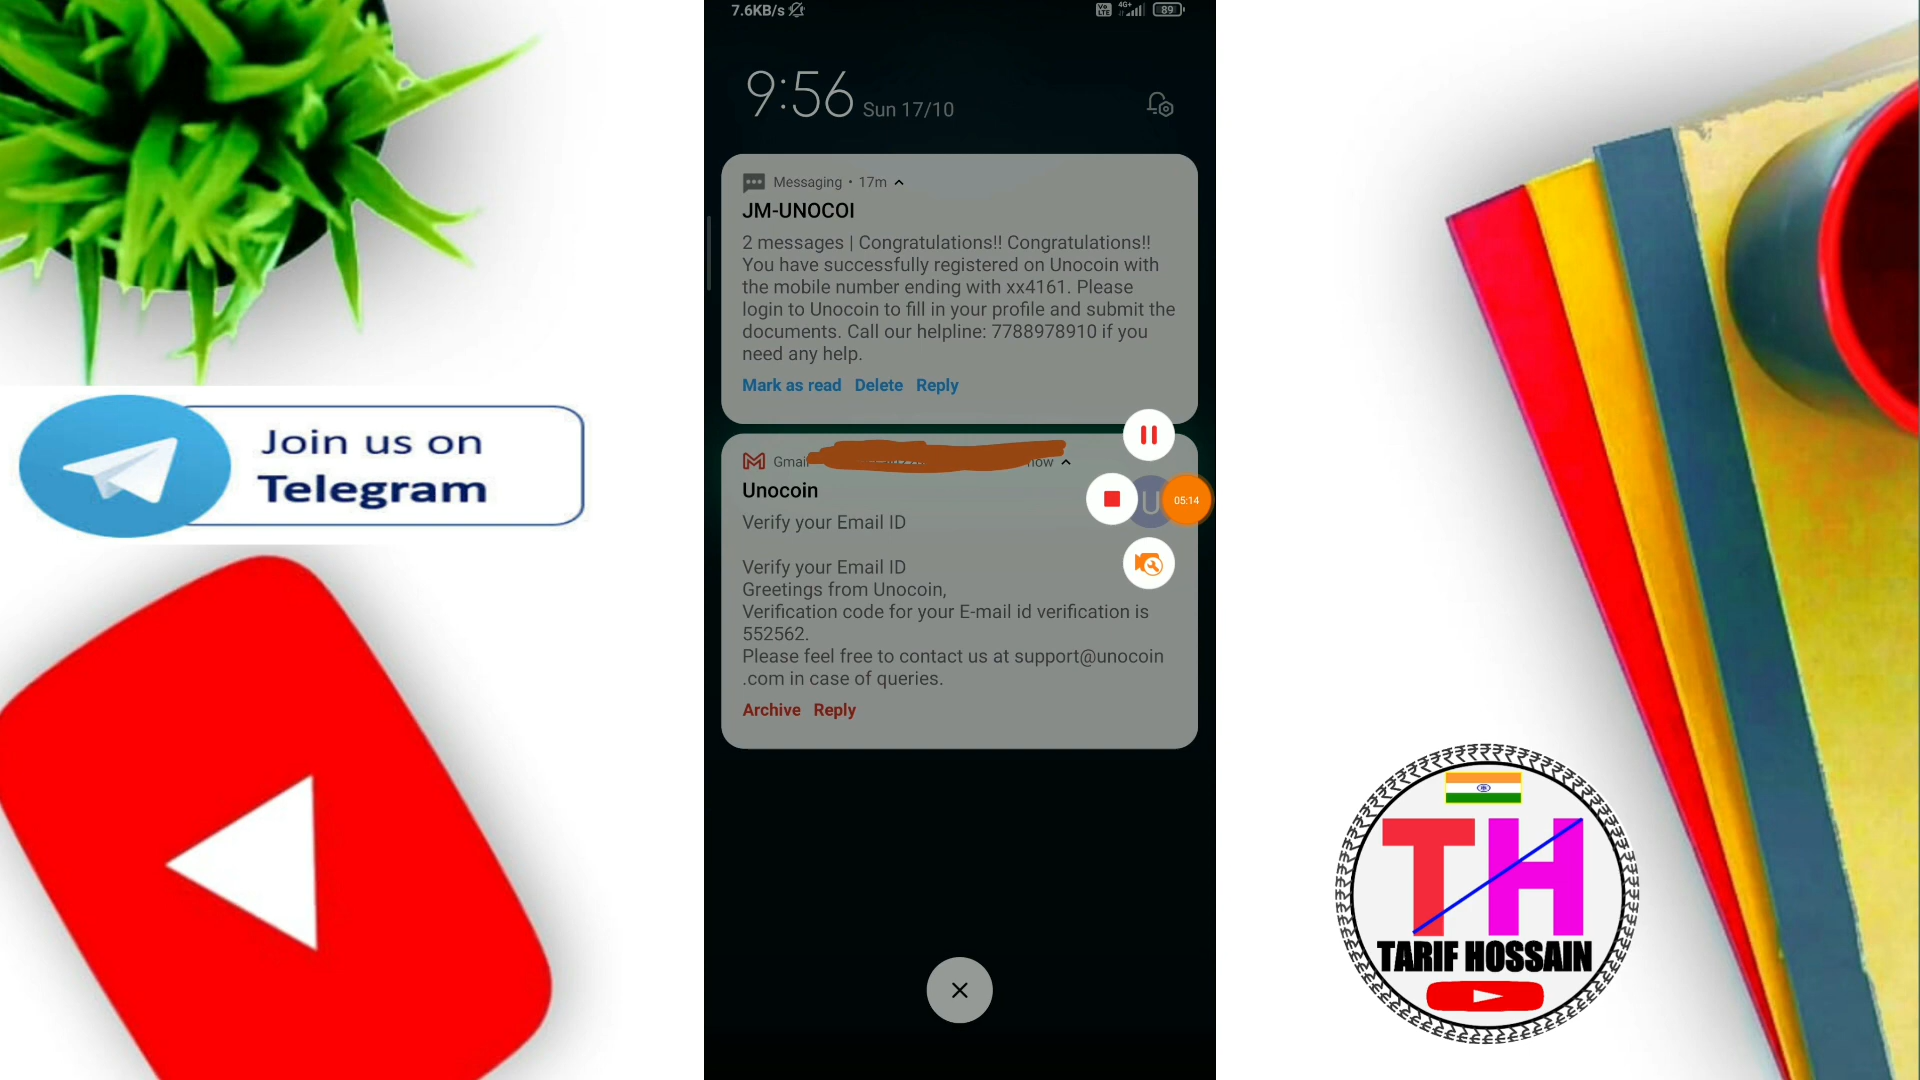 7.6KB/s
Vo LTE 4G+ 89
9:56 Sun 17/10
Messaging • 17m
JM-UNOCOI
2 messages | Congratulations!! Congratulations!!
You have successfully registered on Unocoin with
the mobile number ending with xx4161. Please
login to Unocoin to fill in your profile and submit the
documents. Call our helpline: 7788978910 if you
need any help.
Mark as read Delete Reply
Gmail now
Unocoin
U
05:14
Verify your Email ID
Verify your Email ID
Greetings from Unocoin,
Verification code for your E-mail id verification is
552562.
Please feel free to contact us at support@unocoin
.com in case of queries.
Archive Reply
Join us on
Telegram
TH
TARIF HOSSAIN